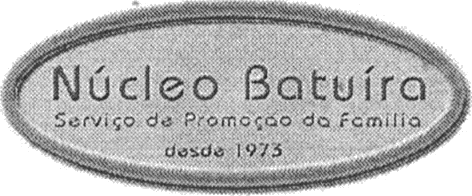 Núcleo Batuíra
Serviço de Promoção da Família
desde 1973